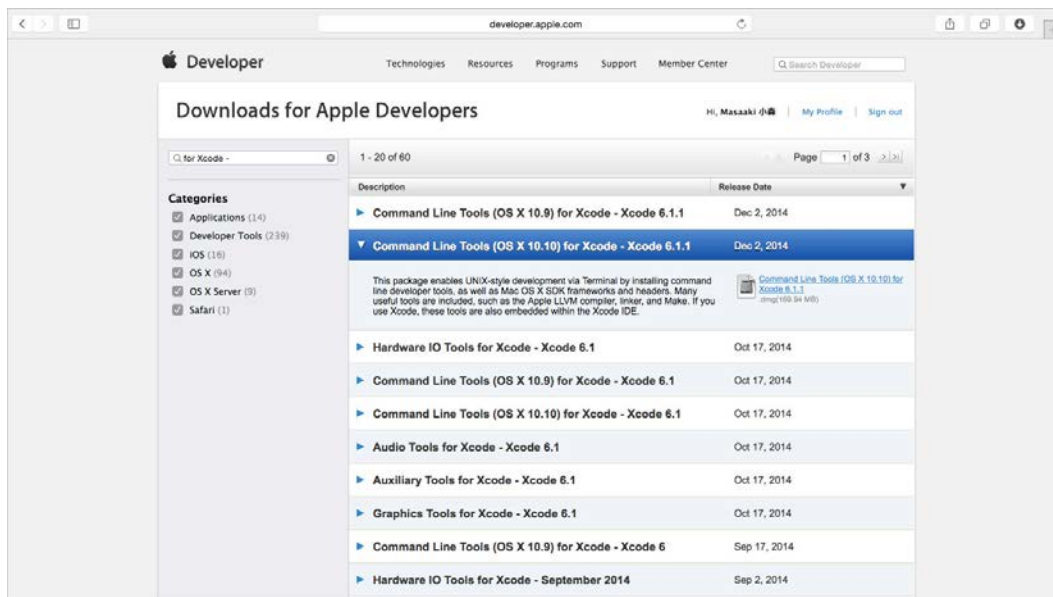 developer.apple.com
Developer
Technologies Resources Programs Support Member Center
Search Developer
Downloads for Apple Developers
Hi, Masaaki 小森 | My Profile | Sign out
for Xcode -
1 - 20 of 60
Page 1 of 3
Categories
Applications (14)
Developer Tools (239)
iOS (16)
OS X (94)
OS X Server (9)
Safari (1)
Description Release Date
Command Line Tools (OS X 10.9) for Xcode - Xcode 6.1.1 Dec 2, 2014
Command Line Tools (OS X 10.10) for Xcode - Xcode 6.1.1 Dec 2, 2014
This package enables UNIX-style development via Terminal by installing command
line developer tools, as well as Mac OS X SDK frameworks and headers. Many
useful tools are included, such as the Apple LLVM compiler, linker, and Make. If you
use Xcode, these tools are also embedded within the Xcode IDE.
Command Line Tools (OS X 10.10) for
Xcode 6.1.1
.dmg(169.94 MB)
Hardware IO Tools for Xcode - Xcode 6.1 Oct 17, 2014
Command Line Tools (OS X 10.9) for Xcode - Xcode 6.1 Oct 17, 2014
Command Line Tools (OS X 10.10) for Xcode - Xcode 6.1 Oct 17, 2014
Audio Tools for Xcode - Xcode 6.1 Oct 17, 2014
Auxiliary Tools for Xcode - Xcode 6.1 Oct 17, 2014
Graphics Tools for Xcode - Xcode 6.1 Oct 17, 2014
Command Line Tools (OS X 10.9) for Xcode - Xcode 6 Sep 17, 2014
Hardware IO Tools for Xcode - September 2014 Sep 2, 2014